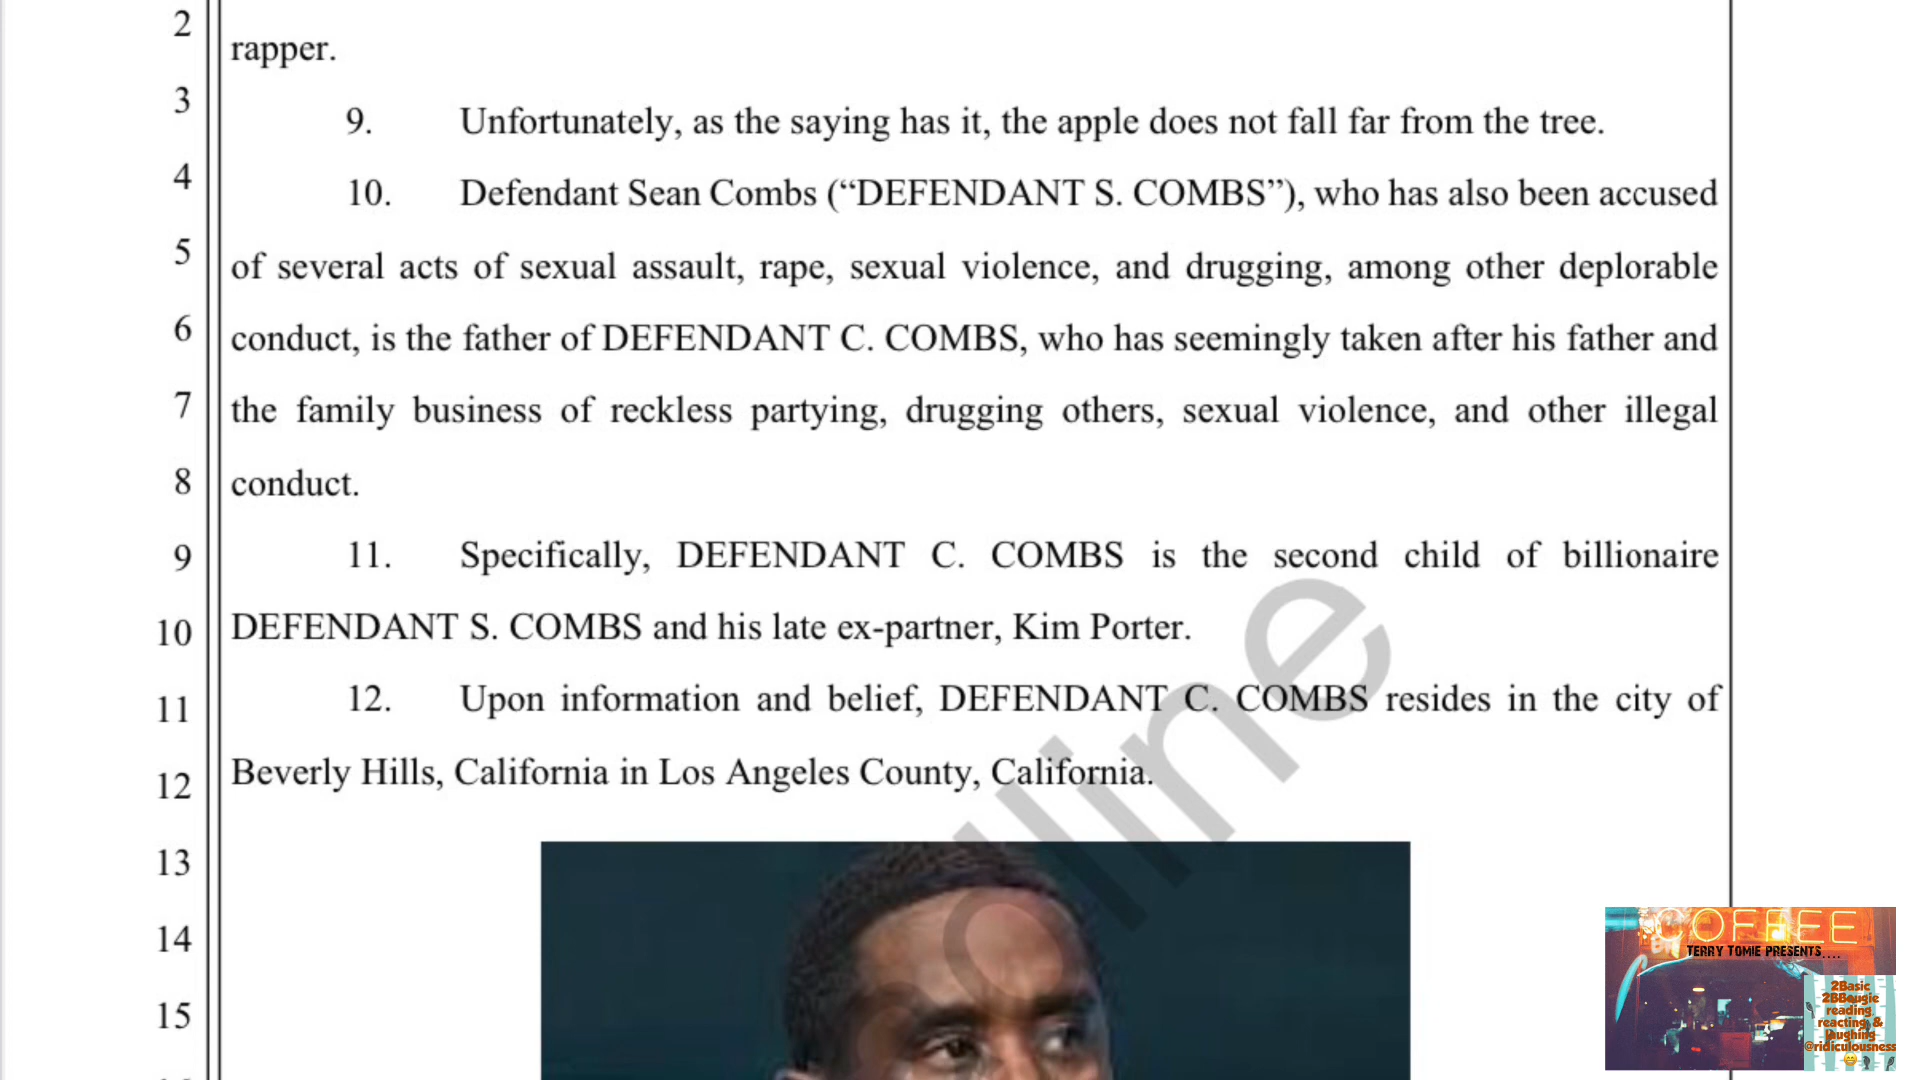 2
rapper.
3
9. Unfortunately, as the saying has it, the apple does not fall far from the tree.
4
10. Defendant Sean Combs (“DEFENDANT S. COMBS”), who has also been accused
5
of several acts of sexual assault, rape, sexual violence, and drugging, among other deplorable
6
conduct, is the father of DEFENDANT C. COMBS, who has seemingly taken after his father and
7
the family business of reckless partying, drugging others, sexual violence, and other illegal
8
conduct.
9
11. Specifically, DEFENDANT C. COMBS is the second child of billionaire
10
DEFENDANT S. COMBS and his late ex-partner, Kim Porter.
11
12. Upon information and belief, DEFENDANT C. COMBS resides in the city of
12
Beverly Hills, California in Los Angeles County, California.
13
14
15
COFFEE
TERRY TOMIE PRESENTS....
2Basic
2BBougie
reading,
reacting, &
laughing
@ridiculousness